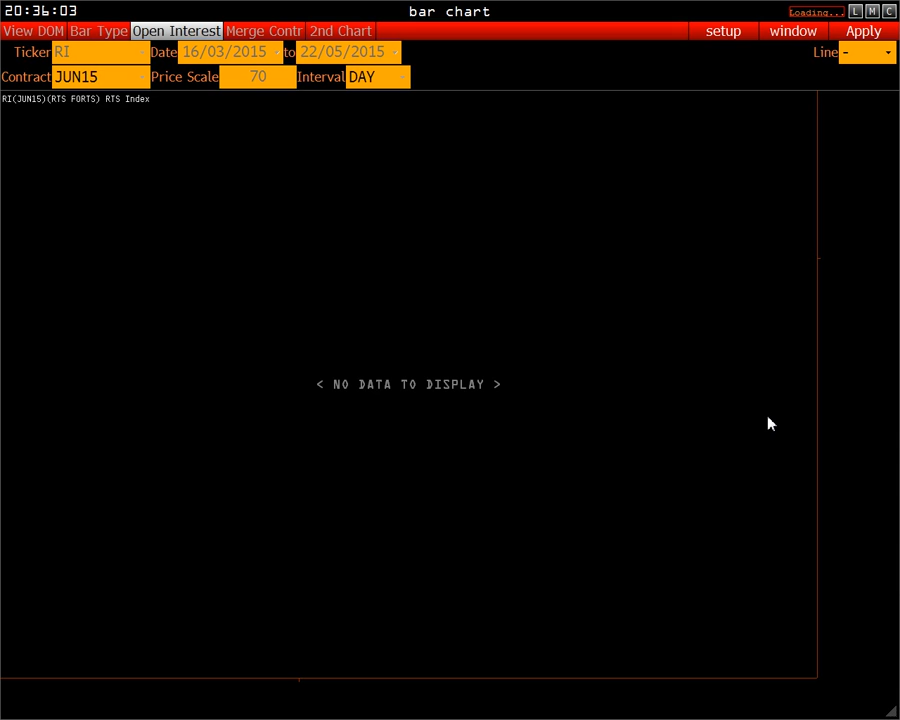 20:36:03 bar chart Loading... L M C
View DOM Bar Type Open Interest Merge Contr 2nd Chart setup window Apply
Ticker RI Date 16/03/2015 to 22/05/2015 Line -
Contract JUN15 Price Scale 70 Interval DAY
RI(JUN15)(RTS FORTS) RTS Index
< NO DATA TO DISPLAY >